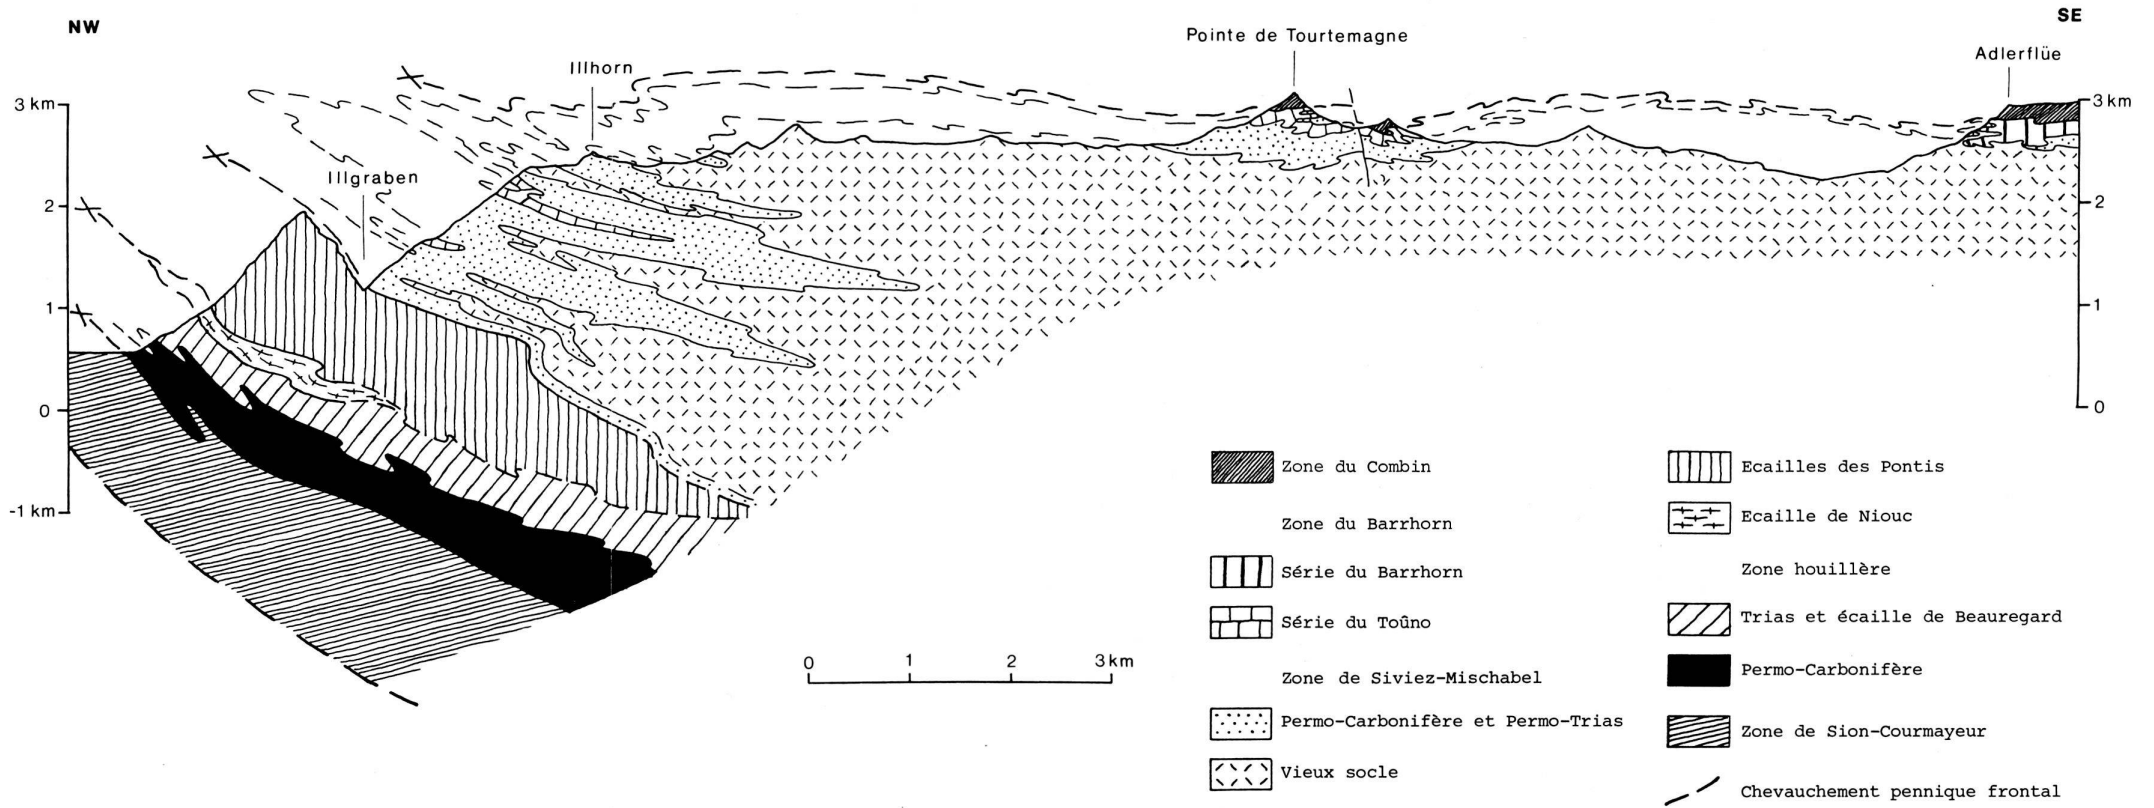 NW
SE
Pointe de Tourtemagne
Adlerflüe
Illhorn
3 km
3 km
Illgraben
2
2
1
1
0
0
-1 km
0 1 2 3 km
Zone du Combin
Zone du Barrhorn
Série du Barrhorn
Série du Toûno
Zone de Siviez-Mischabel
Permo-Carbonifère et Permo-Trias
Vieux socle
Ecailles des Pontis
Ecaille de Niouc
Zone houillère
Trias et écaille de Beauregard
Permo-Carbonifère
Zone de Sion-Courmayeur
Chevauchement pennique frontal